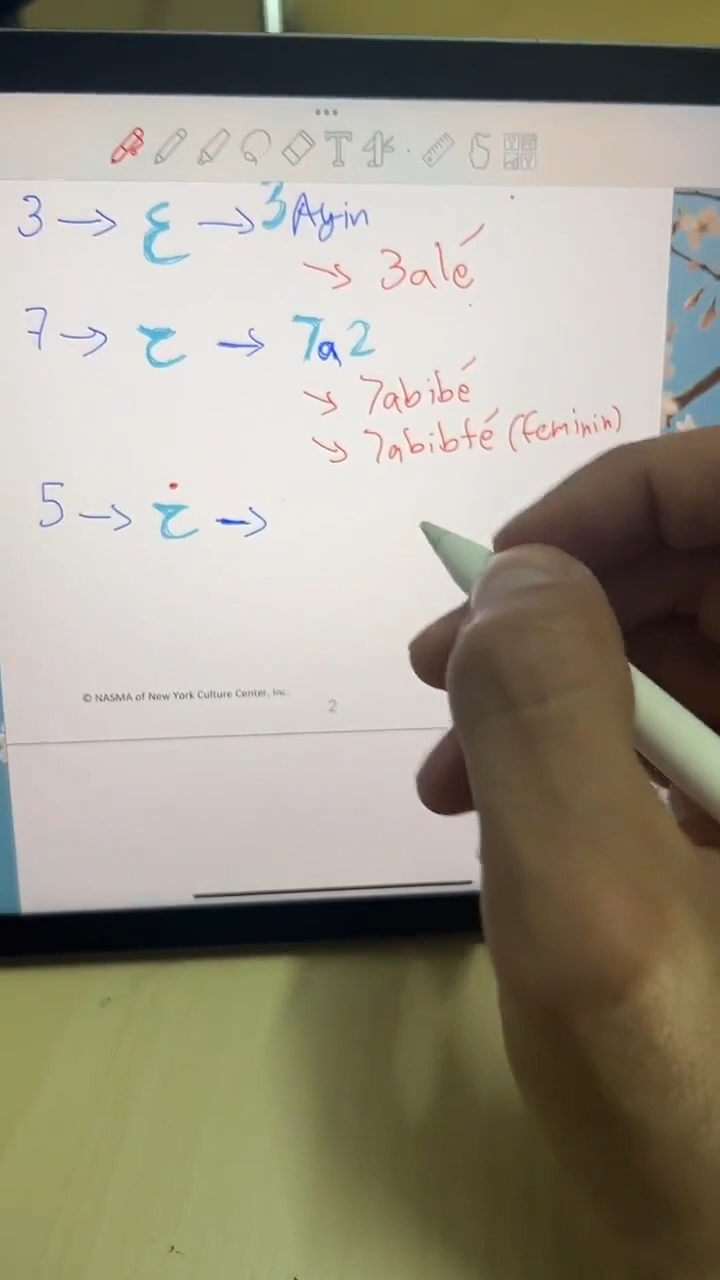 3 → ع → 3Ayin
→ 3alé
7 → ح → 7a2
→ 7abibé
→ 7abibté (feminin)
5 → خ →
© NASMA of New York Culture Center, Inc.
2